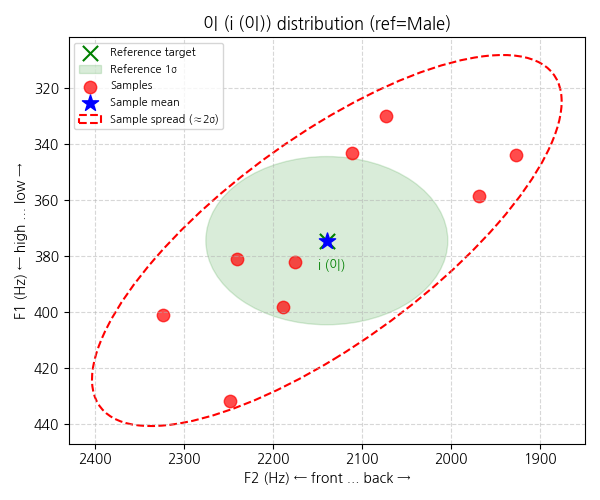 이 (i (이)) distribution (ref=Male)
Reference target
Reference 1σ
Samples
Sample mean
Sample spread (≈2σ)
320
340
360
380
400
420
440
F1 (Hz) ← high ... low →
i (이)
2400
2300
2200
2100
2000
1900
F2 (Hz) ← front ... back →